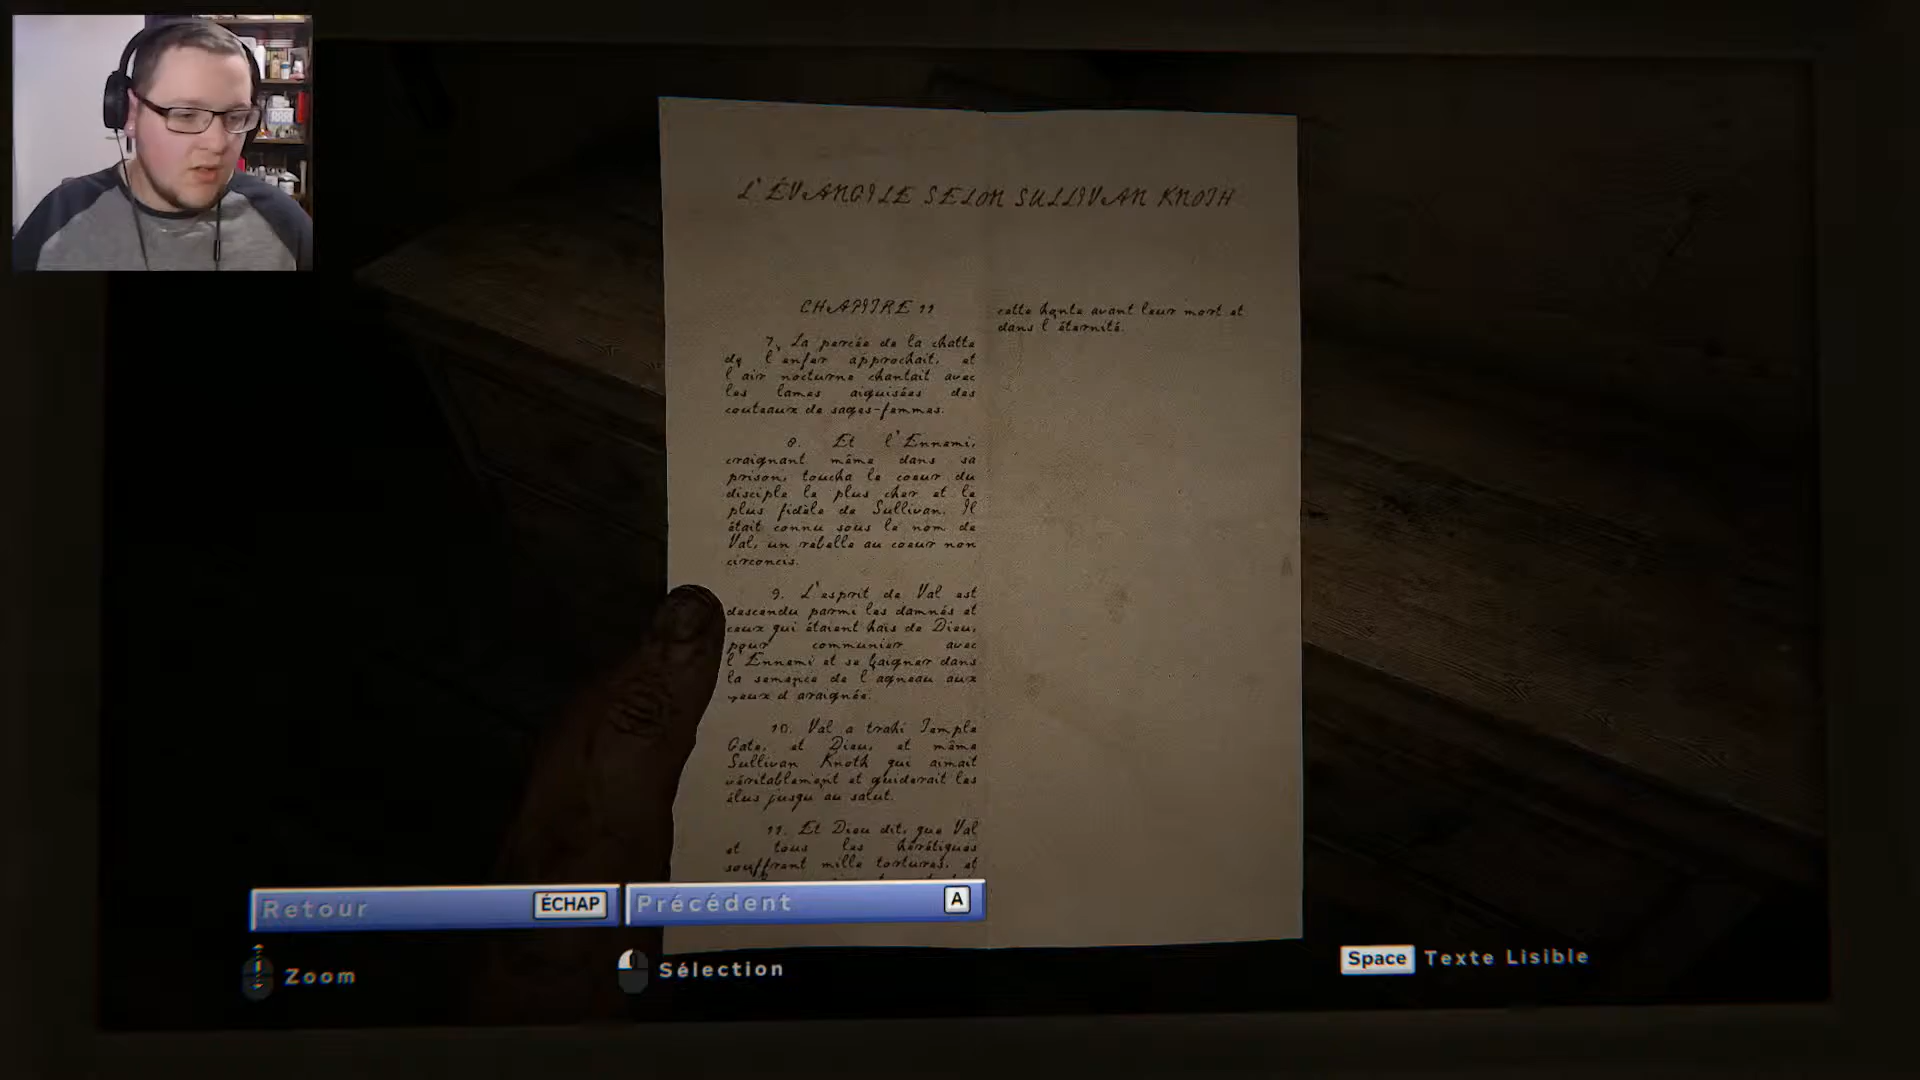 L'ÉVANGILE SELON SULLIVAN KNOTH
CHAPITRE 11
7. La percée de la chatte
de l'enfer approchait, et
l'air nocturne chantait avec
les lames aiguisées des
couteaux de sages-femmes.
8. Et l'Ennemi,
craignant même dans sa
prison, toucha le coeur du
disciple le plus cher et le
plus fidèle de Sullivan. Il
était connu sous le nom de
Val, un rebelle au coeur non
circoncis.
9. L'esprit de Val est
descendu parmi les damnés et
ceux qui étaient haïs de Dieu,
pour communier avec
l'Ennemi et se baigner dans
la semence de l'agneau aux
yeux d'araignée.
10. Val a trahi Temple
Gate, et Dieu, et même
Sullivan Knoth qui aimait
véritablement et guiderait les
élus jusqu'au salut.
11. Et Dieu dit, que Val
et tous les hérétiques
souffrent mille tortures, et
cette honte avant leur mort et
dans l'éternité.
Retour ÉCHAP
Précédent A
Zoom
Sélection
Space Texte Lisible